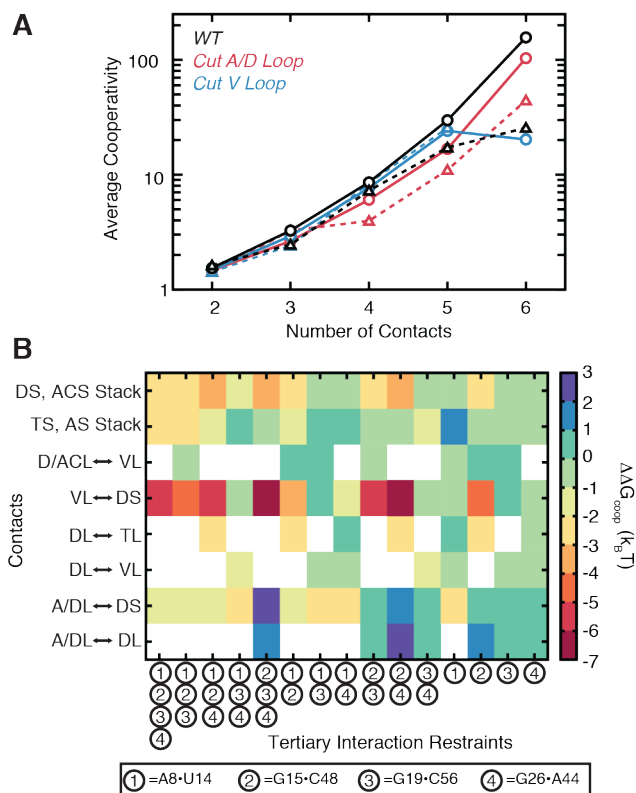 A
WT
Cut A/D Loop
Cut V Loop
100
10
1
Average Cooperativity
2 3 4 5 6
Number of Contacts
B
DS, ACS Stack
TS, AS Stack
D/ACL↔VL
VL↔DS
DL↔TL
DL↔VL
A/DL↔DS
A/DL↔DL
Contacts
3
2
1
0
-1
-2
-3
-4
-5
-6
-7
ΔΔG coop (k_BT)
1 1 1 1 2 1 1 1 2 2 3 1 2 3 4
2 2 2 3 3 2 3 4 3 4 4
3 3 4 4 4
4
Tertiary Interaction Restraints
1 =A8•U14 2 =G15•C48 3 =G19•C56 4 =G26•A44